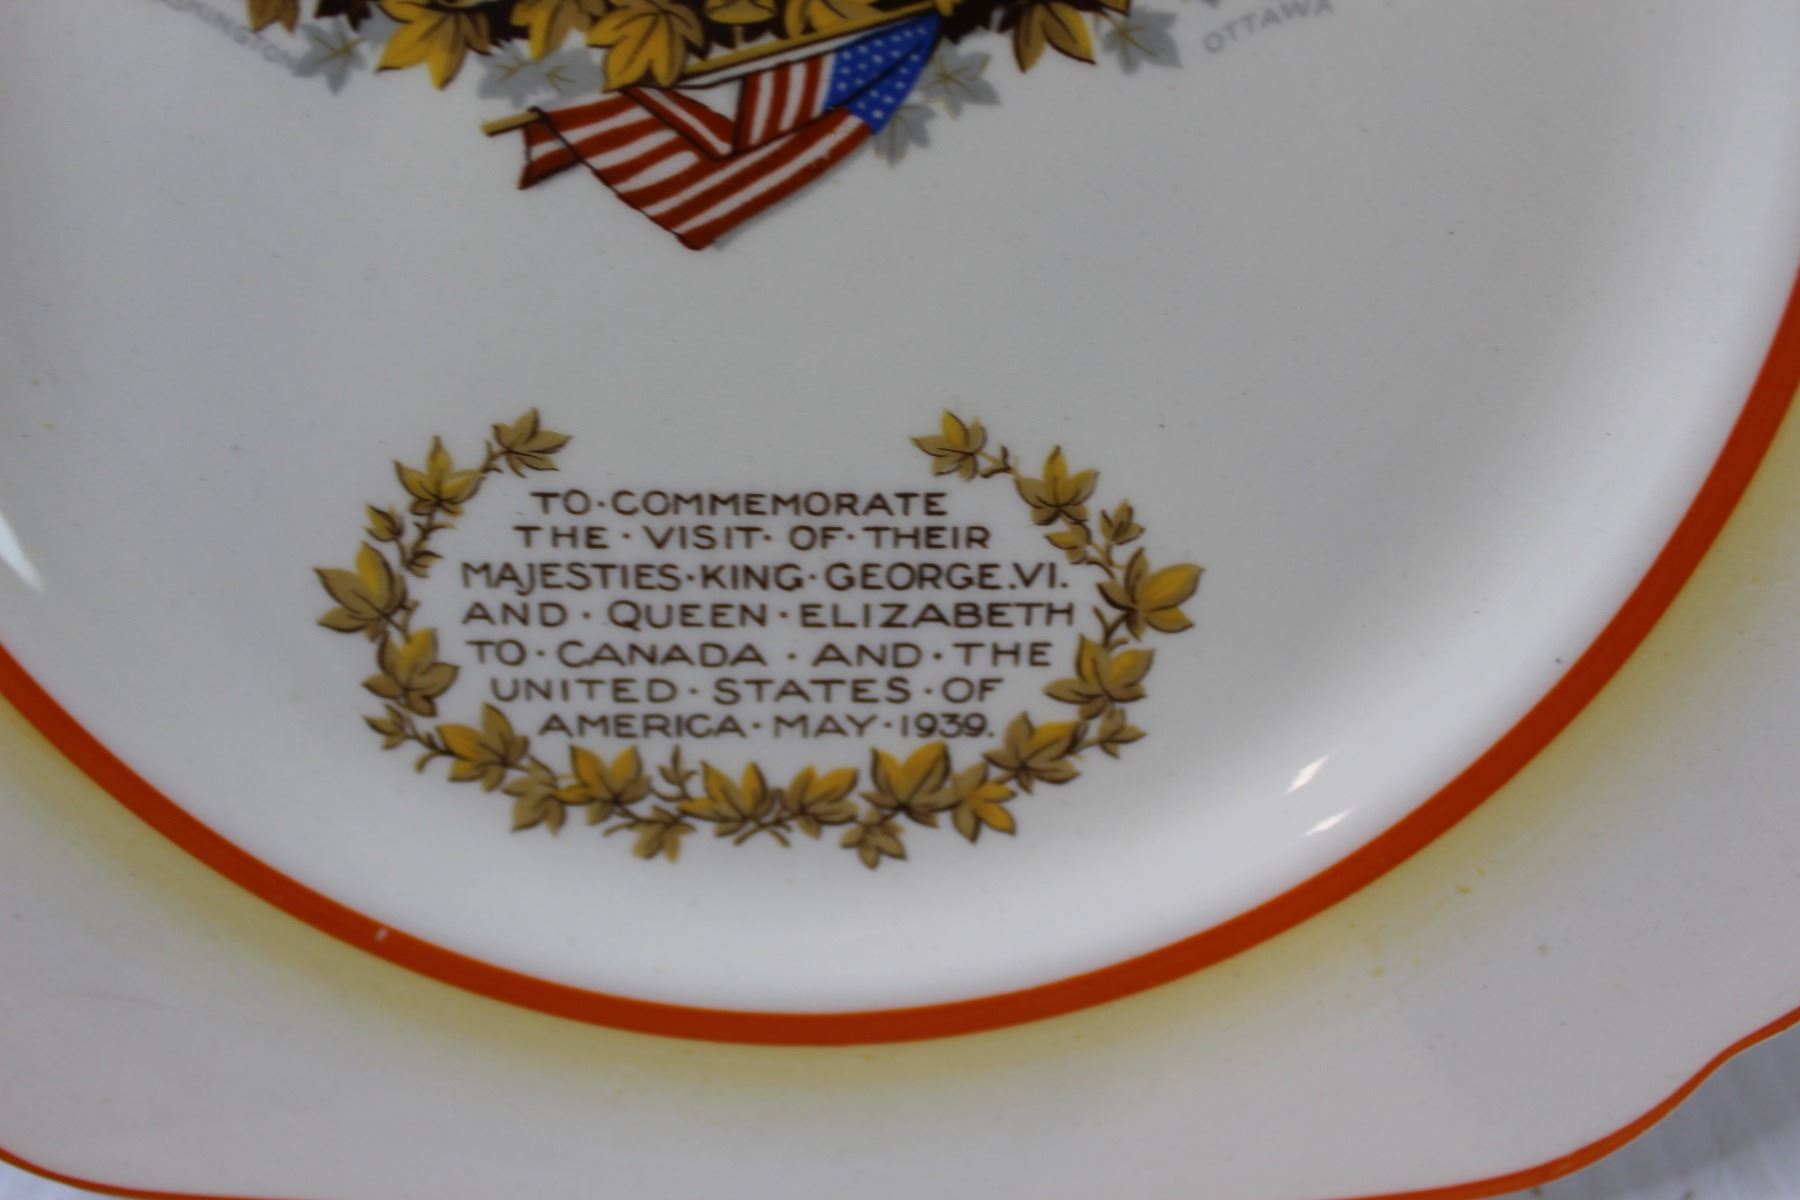 OTTAWA
TO·COMMEMORATE
THE · VISIT· OF·THEIR
MAJESTIES·KING·GEORGE.VI.
AND · QUEEN · ELIZABETH
TO · CANADA · AND · THE
UNITED · STATES · OF
AMERICA · MAY · 1939.